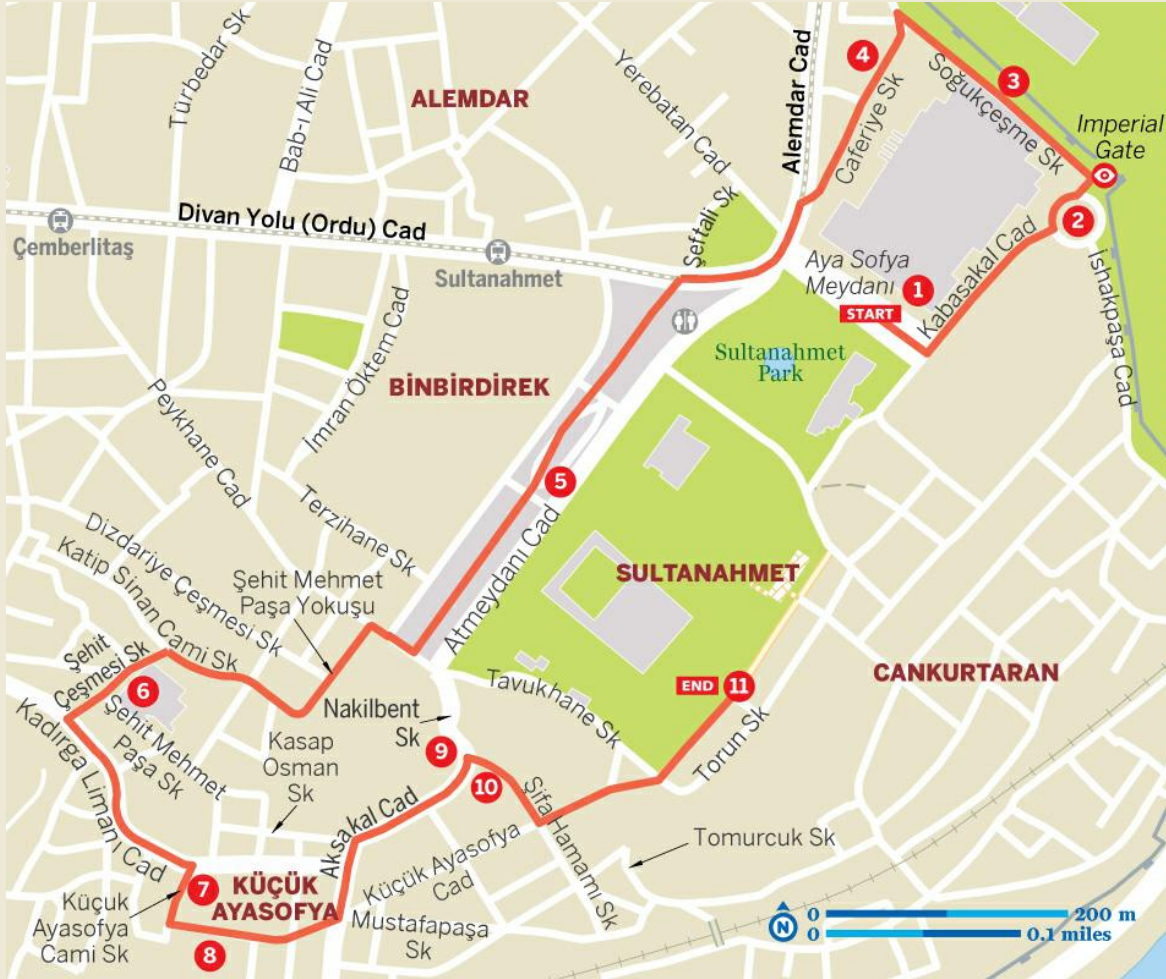 Türbedar Sk
Bab-ı Ali Cad
ALEMDAR
Yerebatan Cad
Alemdar Cad
4
Caferiye Sk
3
Soğukçeşme Sk
Imperial
Gate
2
Divan Yolu (Ordu) Cad
Çemberlitaş
Sultanahmet
Şeftali Sk
Aya Sofya
Meydanı
1
START
Kabasakal Cad
İshakpaşa Cad
Sultanahmet
Park
İmran Öktem Cad
BİNBİRDİREK
Peykhane Cad
Terzihane Sk
5
Atmeydanı Cad
Dizdariye Çeşmesi Sk
Katip Sinan Cami Sk
Şehit Mehmet
Paşa Yokuşu
SULTANAHMET
CANKURTARAN
Şehit
Çeşmesi Sk
6
Şehit Mehmet
Paşa Sk
Kadırga Limanı Cad
Nakilbent
Sk
Tavukhane Sk
END
11
Torun Sk
Kasap
Osman
Sk
9
10
Şifa Hamamı Sk
Aksakal Cad
Küçük Ayasofya
Cad
Tomurcuk Sk
7
KÜÇÜK
AYASOFYA
Küçük
Ayasofya
Cami Sk
8
Mustafapaşa
Sk
N
0
200 m
0
0.1 miles